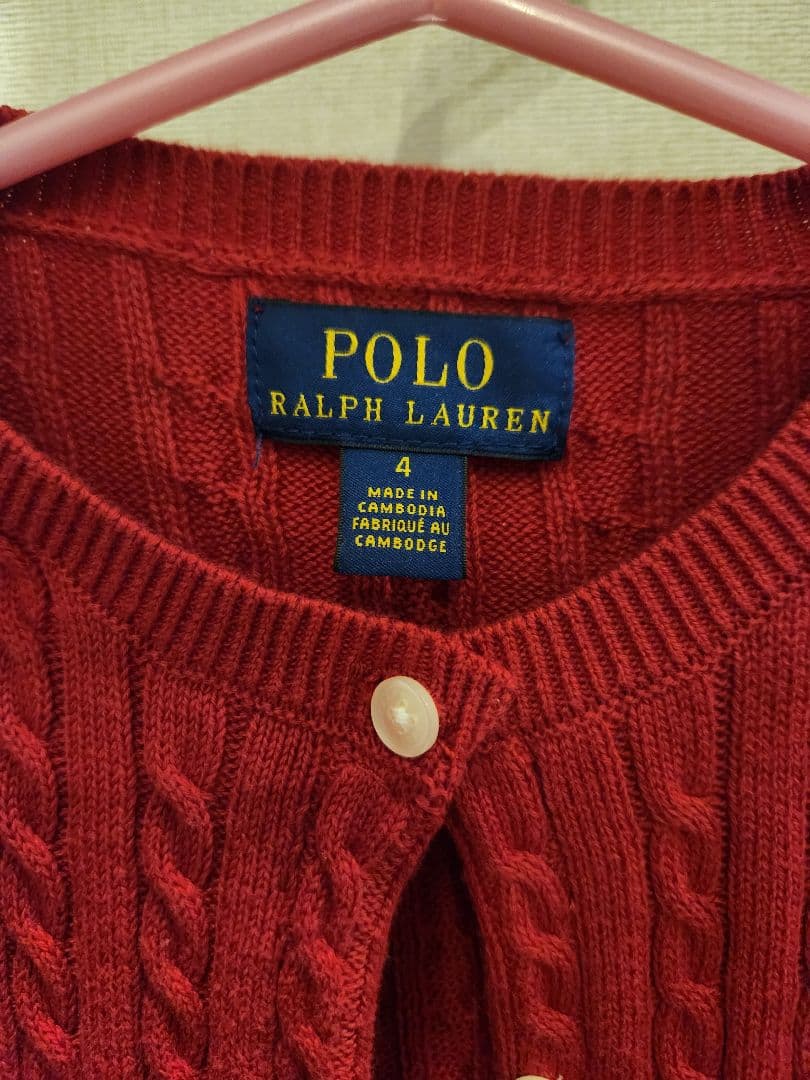 POLO
RALPH LAUREN
4
MADE IN
CAMBODIA
FABRIQUÉ AU
CAMBODGE